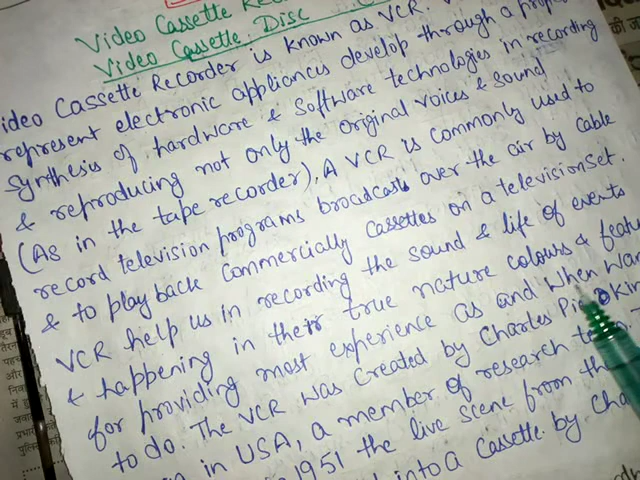 Video Cassette Reco
Video Cassette Disc
ideo Cassette Recorder is known as VCR.
represent electronic appliances develop through a prope
synthesis of hardware & software technologies in recording
& reproducing not only the original voices & sound
(As in the tape recorder), A VCR is commonly used to
record television programs broadcasts over the air by cable
& to play back commercially cassettes on a television set.
VCR help us in recording the sound & life of events
& happening in their true nature colours & featu
for providing most experience as and when wan
to do. The VCR was created by Charles
in USA, a member of research
1951 the live scene from the
into a cassette by Cha